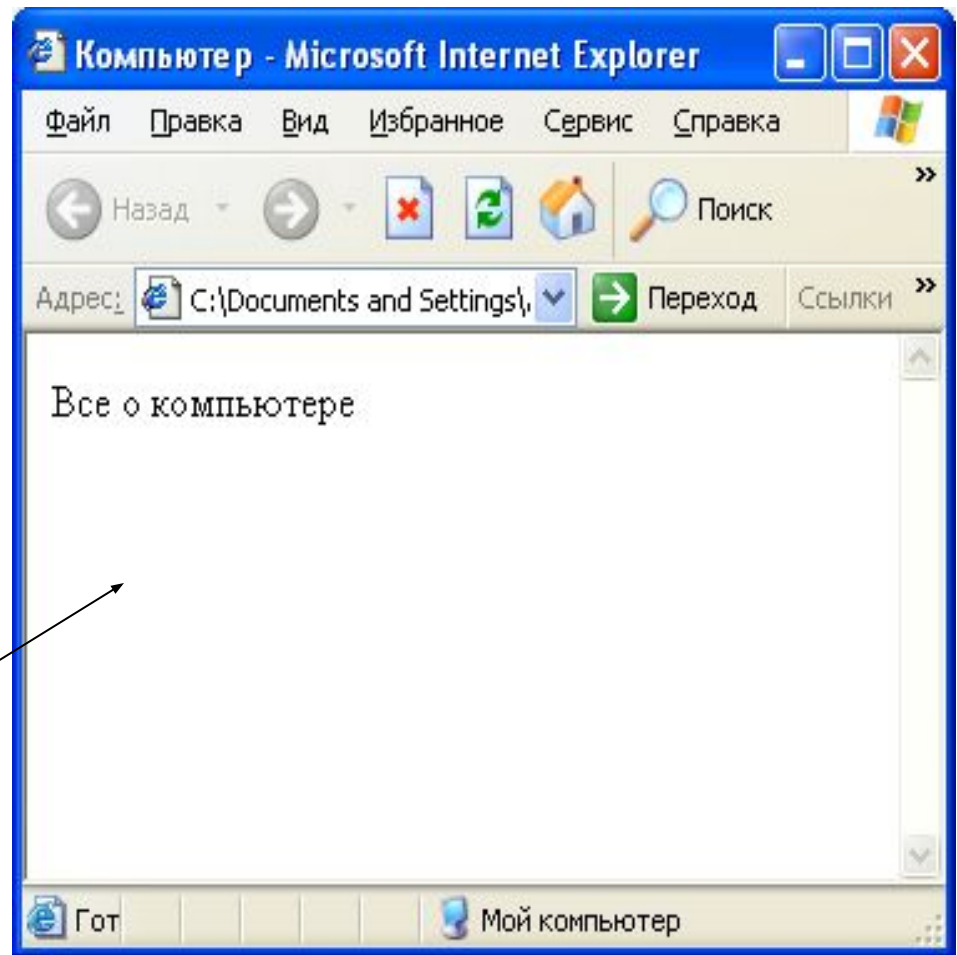 Компьютер - Microsoft Internet Explorer
Файл Правка Вид Избранное Сервис Справка
Назад Поиск »
Адрес: C:\Documents and Settings\, Переход Ссылки »
Все о компьютере
Гот Мой компьютер